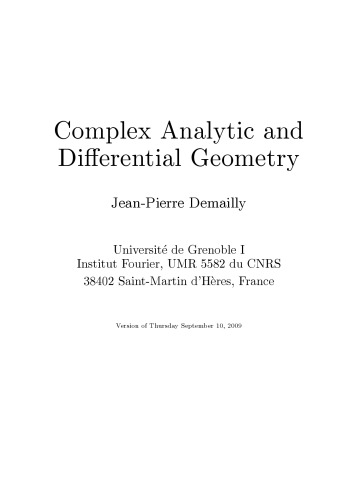 Complex Analytic and
Differential Geometry
Jean-Pierre Demailly
Université de Grenoble I
Institut Fourier, UMR 5582 du CNRS
38402 Saint-Martin d'Hères, France
Version of Thursday September 10, 2009